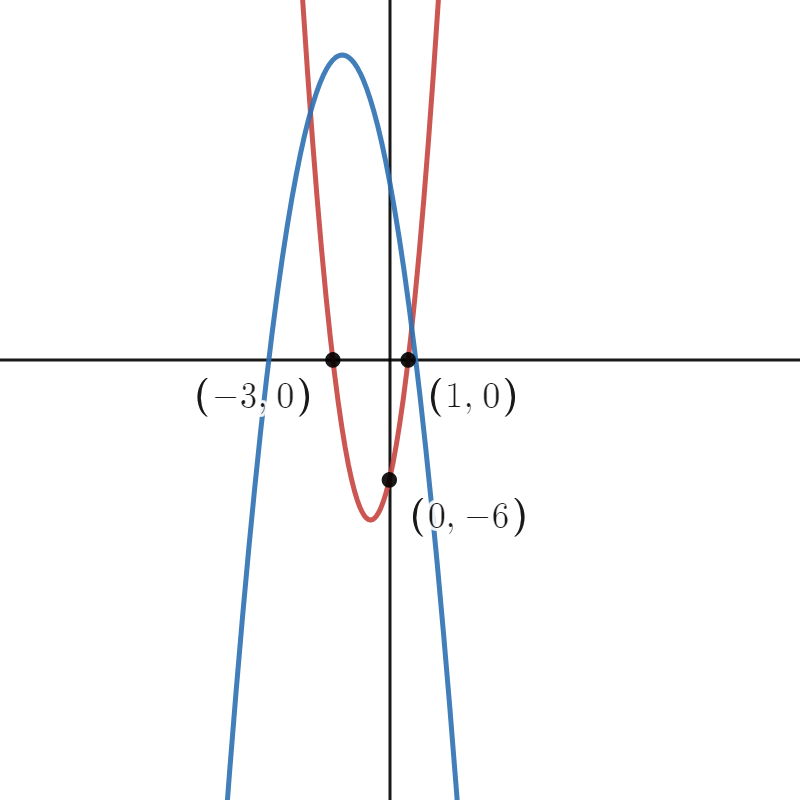 (−3, 0)
(1, 0)
(0, −6)